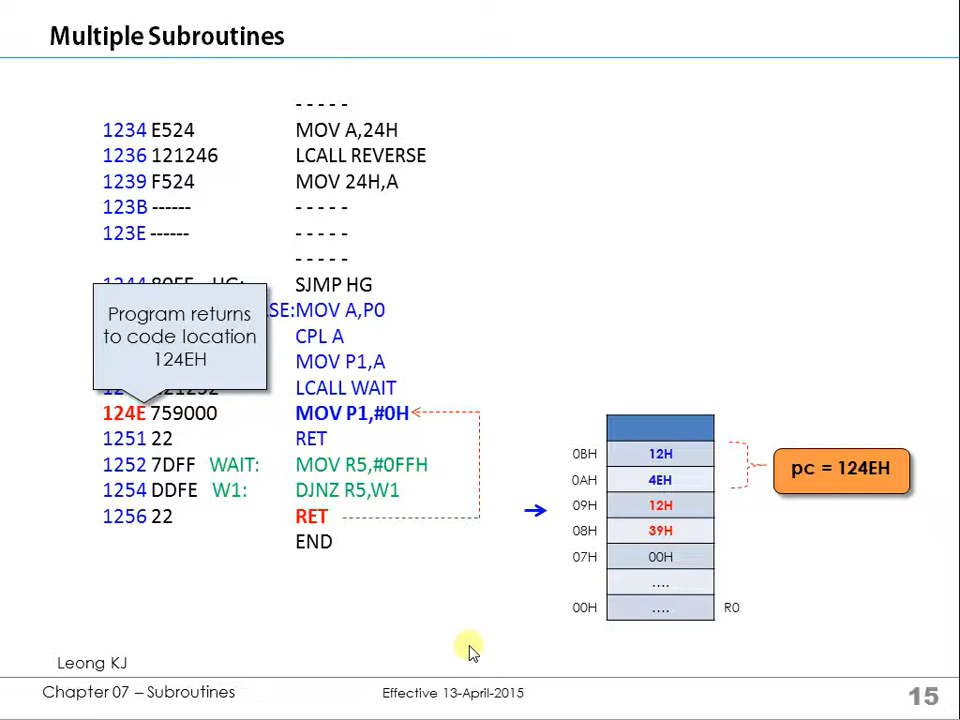 Multiple Subroutines
- - - - -
1234 E524 MOV A,24H
1236 121246 LCALL REVERSE
1239 F524 MOV 24H,A
123B ------ - - - - -
123E ------ - - - - -
- - - - -
SJMP HG
SE:MOV A,P0
CPL A
MOV P1,A
LCALL WAIT
Program returns
to code location
124EH
124E 759000 MOV P1,#0H
1251 22 RET
1252 7DFF WAIT: MOV R5,#0FFH
1254 DDFE W1: DJNZ R5,W1
1256 22 RET
END
0BH 12H
0AH 4EH
09H 12H
08H 39H
07H 00H
....
00H .... R0
pc = 124EH
Leong KJ
Chapter 07 – Subroutines
Effective 13-April-2015
15